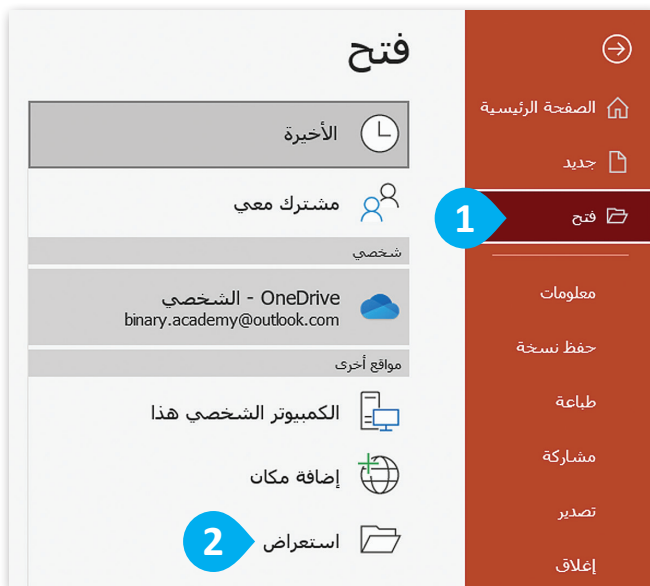 الصفحة الرئيسية
جديد
فتح
1
معلومات
حفظ نسخة
طباعة
مشاركة
تصدير
إغلاق
فتح
الأخيرة
مشترك معي
شخصي
OneDrive - الشخصي
binary.academy@outlook.com
مواقع أخرى
الكمبيوتر الشخصي هذا
إضافة مكان
استعراض
2